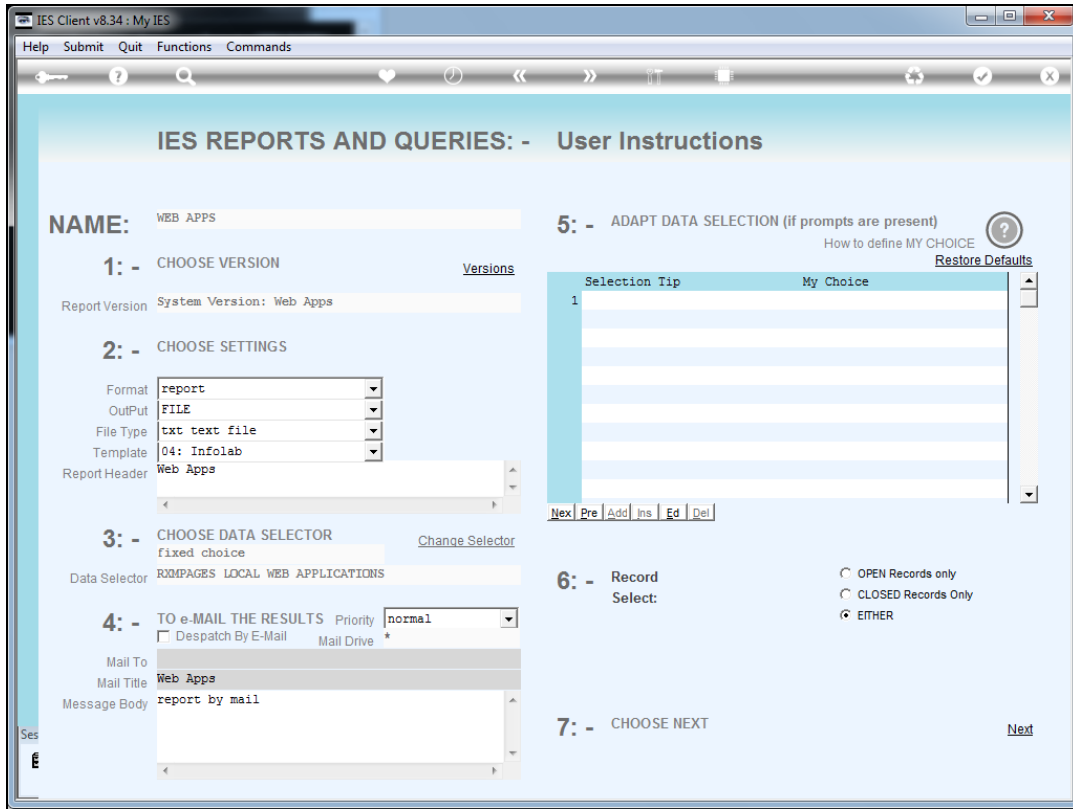 IES Client v8.34 : My IES
Help Submit Quit Functions Commands
IES REPORTS AND QUERIES: - User Instructions
NAME: WEB APPS
1: - CHOOSE VERSION Versions
Report Version System Version: Web Apps
2: - CHOOSE SETTINGS
Format report
OutPut FILE
File Type txt text file
Template 04: Infolab
Report Header Web Apps
3: - CHOOSE DATA SELECTOR Change Selector
fixed choice
Data Selector RXMPAGES LOCAL WEB APPLICATIONS
4: - TO e-MAIL THE RESULTS Priority normal
Despatch By E-Mail Mail Drive *
Mail To
Mail Title Web Apps
Message Body report by mail
5: - ADAPT DATA SELECTION (if prompts are present) ?
How to define MY CHOICE
Restore Defaults
Selection Tip My Choice
1
Nex Pre Add Ins Ed Del
6: - Record Select:
OPEN Records only
CLOSED Records Only
EITHER
7: - CHOOSE NEXT Next
Ses